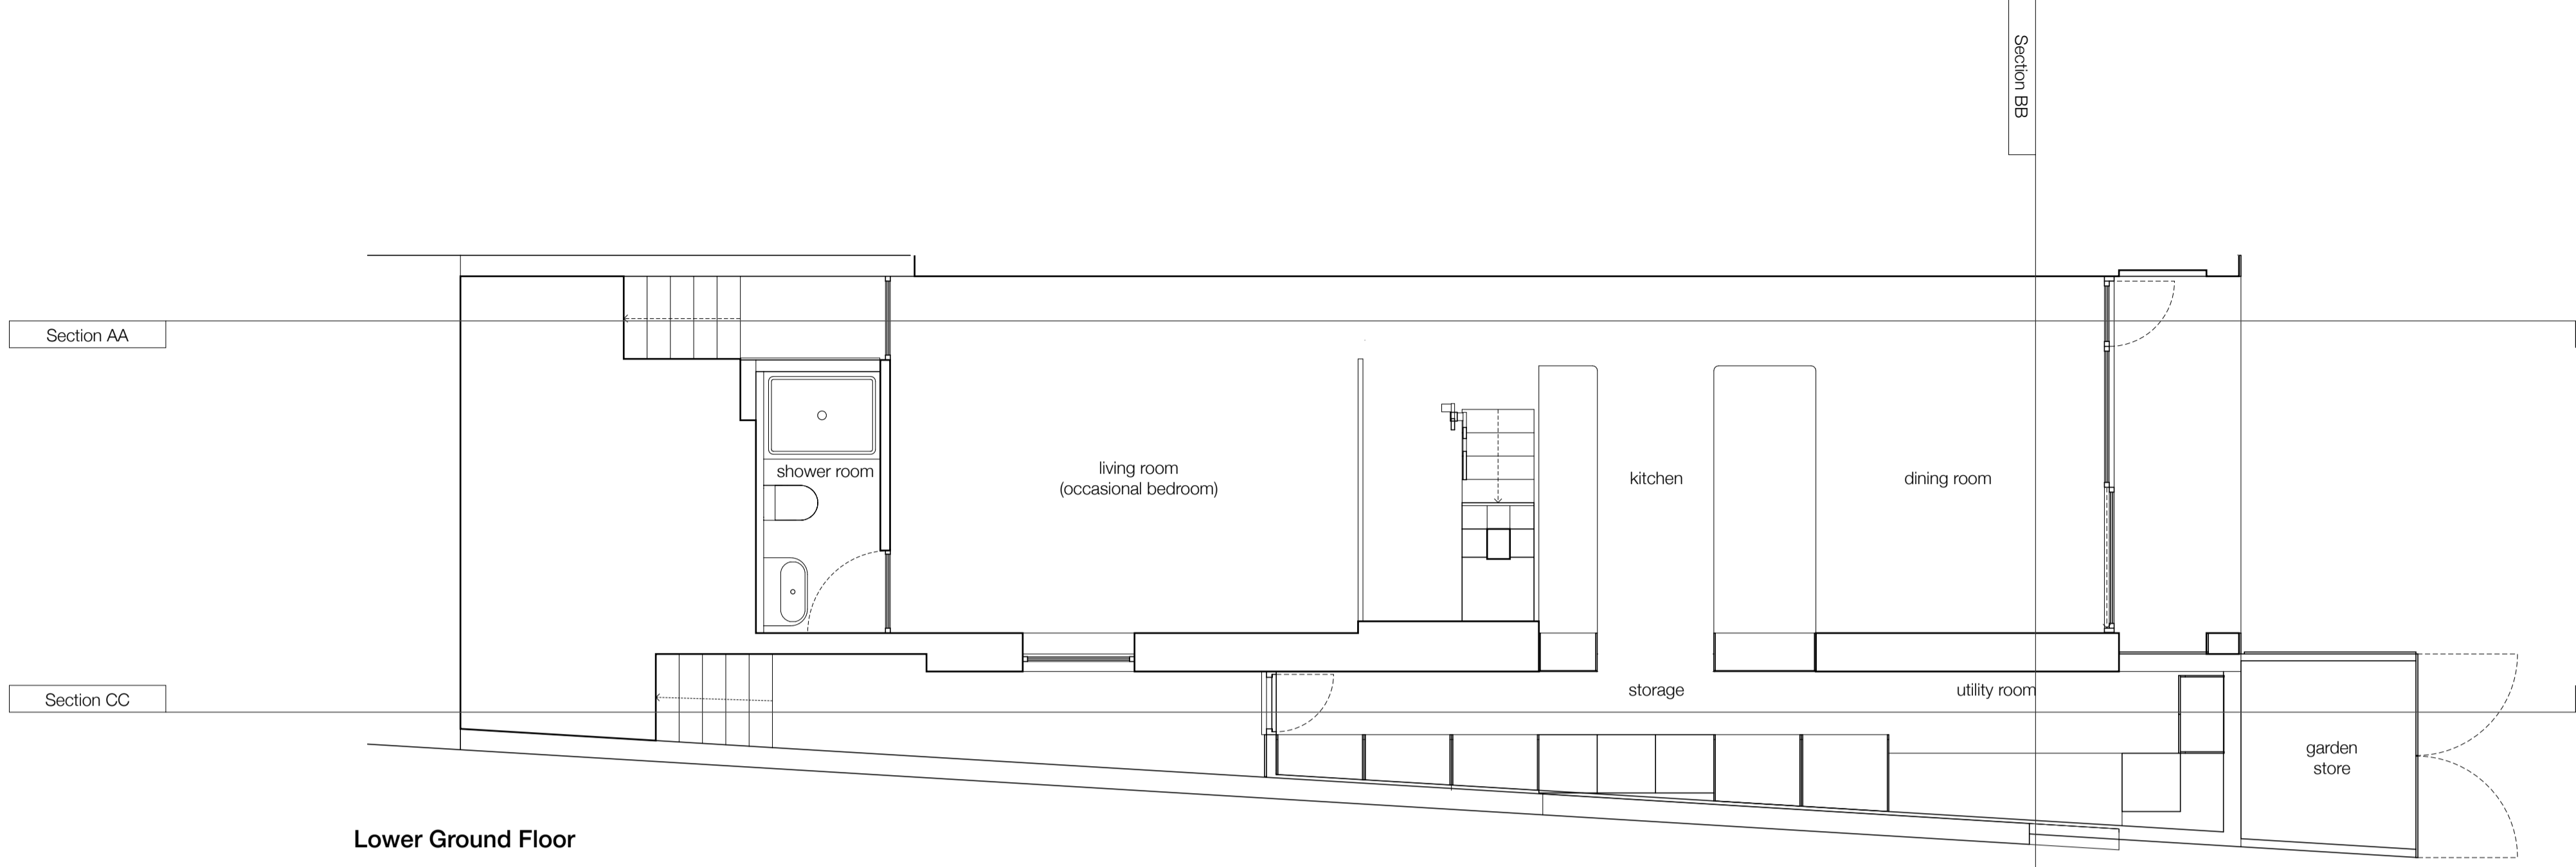 Section BB
Section AA
shower room
living room
(occasional bedroom)
kitchen
dining room
storage
utility room
Section CC
garden
store
Lower Ground Floor